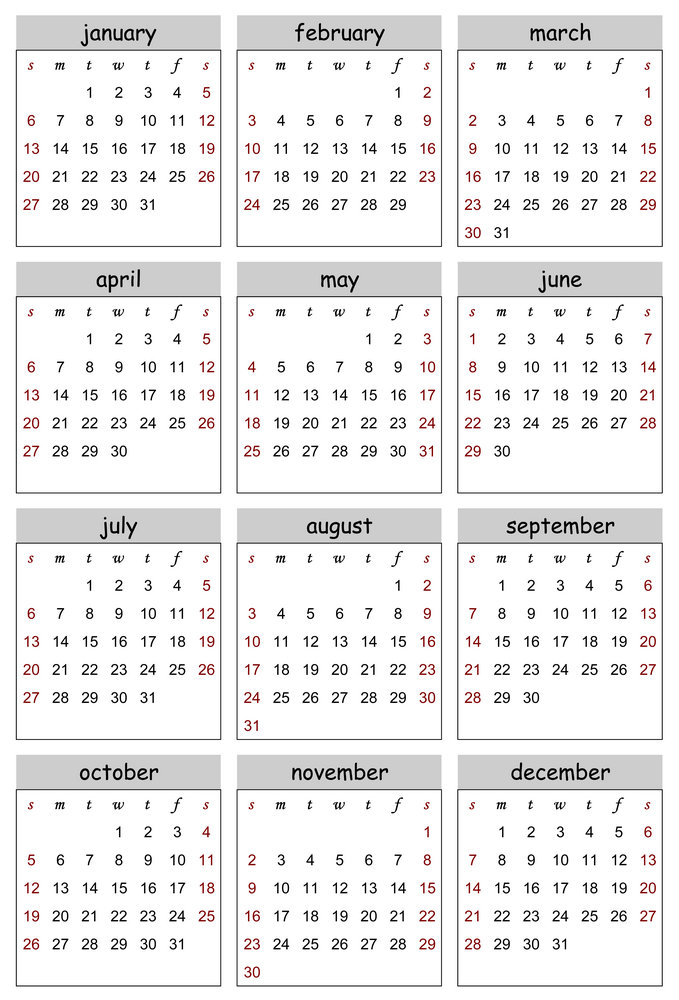 january february march
s m t w t f s s m t w t f s s m t w t f s
1 2 3 4 5 1 2 1
6 7 8 9 10 11 12 3 4 5 6 7 8 9 2 3 4 5 6 7 8
13 14 15 16 17 18 19 10 11 12 13 14 15 16 9 10 11 12 13 14 15
20 21 22 23 24 25 26 17 18 19 20 21 22 23 16 17 18 19 20 21 22
27 28 29 30 31 24 25 26 27 28 29 23 24 25 26 27 28 29
30 31
april may june
s m t w t f s s m t w t f s s m t w t f s
1 2 3 4 5 1 2 3 1 2 3 4 5 6 7
6 7 8 9 10 11 12 4 5 6 7 8 9 10 8 9 10 11 12 13 14
13 14 15 16 17 18 19 11 12 13 14 15 16 17 15 16 17 18 19 20 21
20 21 22 23 24 25 26 18 19 20 21 22 23 24 22 23 24 25 26 27 28
27 28 29 30 25 26 27 28 29 30 31 29 30
july august september
s m t w t f s s m t w t f s s m t w t f s
1 2 3 4 5 1 2 1 2 3 4 5 6
6 7 8 9 10 11 12 3 4 5 6 7 8 9 7 8 9 10 11 12 13
13 14 15 16 17 18 19 10 11 12 13 14 15 16 14 15 16 17 18 19 20
20 21 22 23 24 25 26 17 18 19 20 21 22 23 21 22 23 24 25 26 27
27 28 29 30 31 24 25 26 27 28 29 30 28 29 30
31
october november december
s m t w t f s s m t w t f s s m t w t f s
1 2 3 4 1 1 2 3 4 5 6
5 6 7 8 9 10 11 2 3 4 5 6 7 8 7 8 9 10 11 12 13
12 13 14 15 16 17 18 9 10 11 12 13 14 15 14 15 16 17 18 19 20
19 20 21 22 23 24 25 16 17 18 19 20 21 22 21 22 23 24 25 26 27
26 27 28 29 30 31 23 24 25 26 27 28 29 28 29 30 31
30